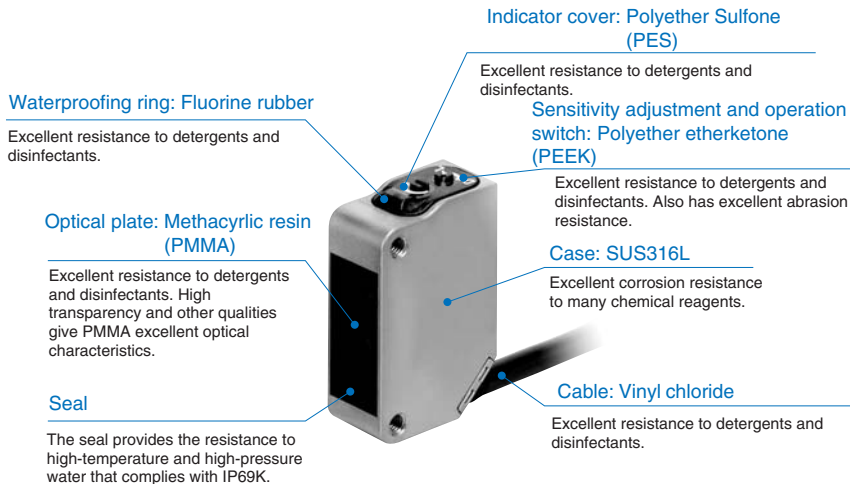 Indicator cover: Polyether Sulfone
(PES)
Excellent resistance to detergents and
disinfectants.
Waterproofing ring: Fluorine rubber
Excellent resistance to detergents and
disinfectants.
Sensitivity adjustment and operation
switch: Polyether etherketone
(PEEK)
Excellent resistance to detergents and
disinfectants. Also has excellent abrasion
resistance.
Optical plate: Methacyrlic resin
(PMMA)
Excellent resistance to detergents
and disinfectants. High
transparency and other qualities
give PMMA excellent optical
characteristics.
Case: SUS316L
Excellent corrosion resistance
to many chemical reagents.
Seal
The seal provides the resistance to
high-temperature and high-pressure
water that complies with IP69K.
Cable: Vinyl chloride
Excellent resistance to detergents and
disinfectants.